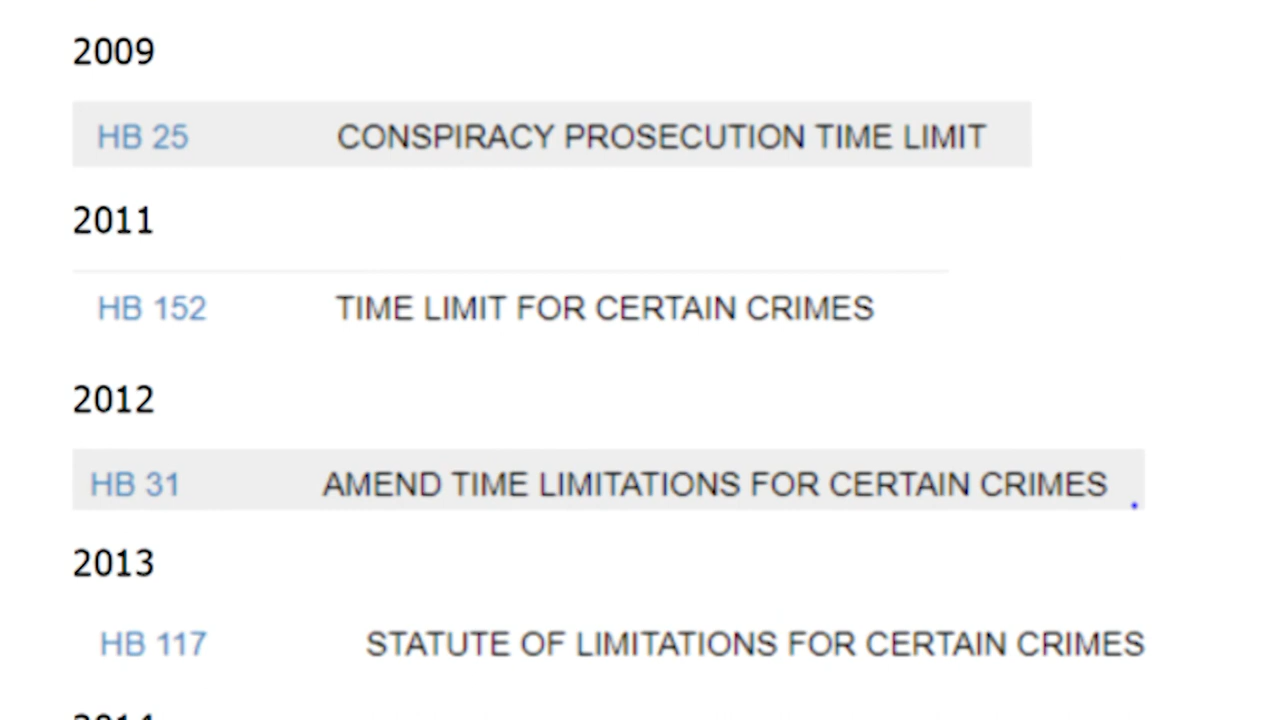 2009
HB 25 CONSPIRACY PROSECUTION TIME LIMIT
2011
HB 152 TIME LIMIT FOR CERTAIN CRIMES
2012
HB 31 AMEND TIME LIMITATIONS FOR CERTAIN CRIMES
2013
HB 117 STATUTE OF LIMITATIONS FOR CERTAIN CRIMES
2014